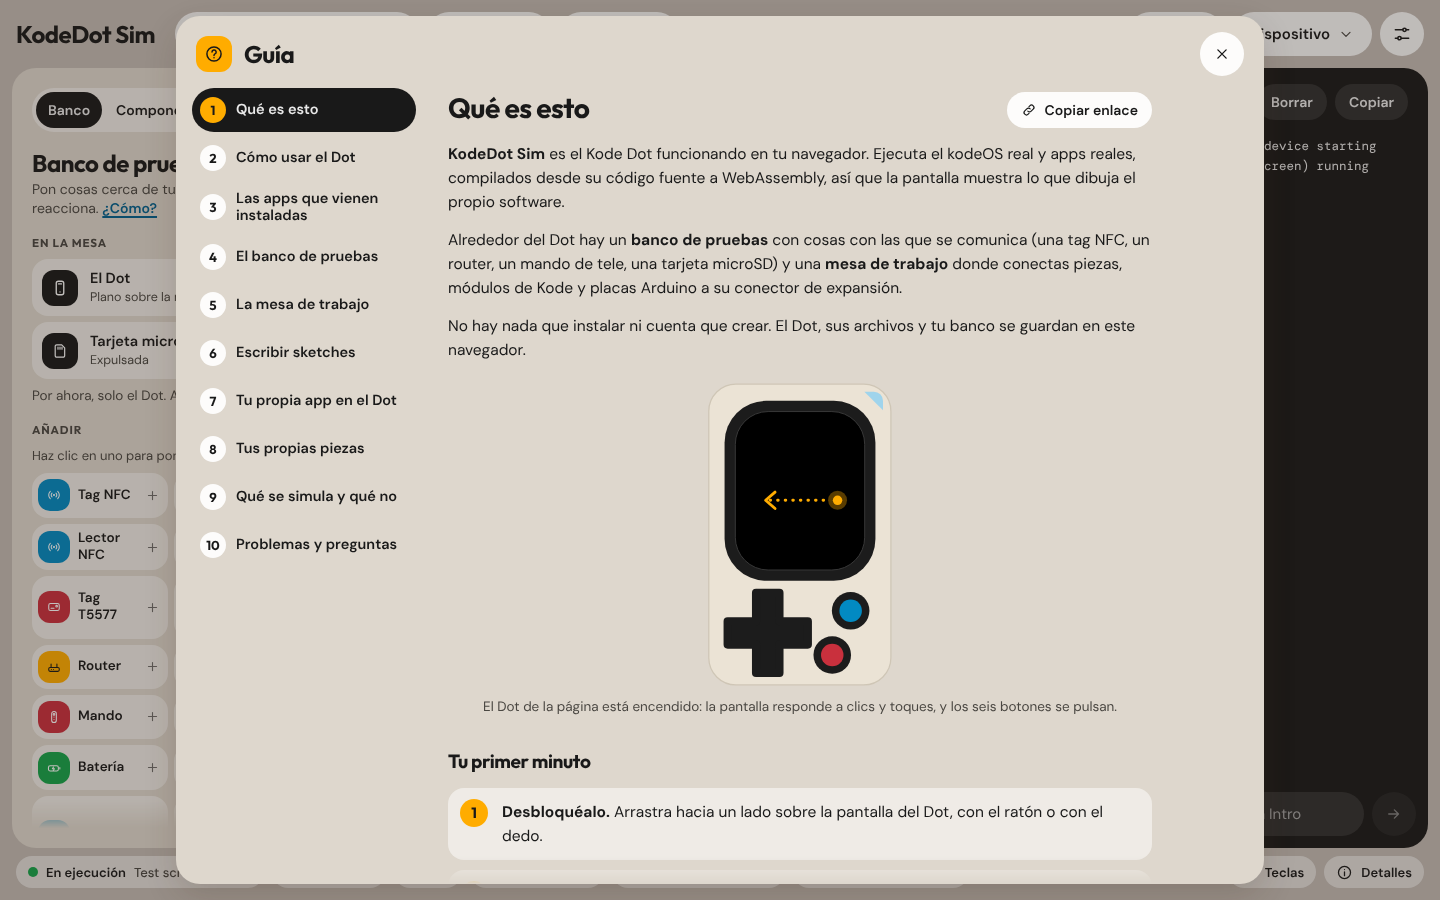 KodeDot Sim
ispositivo
Guía
Banco
Compon
Banco de prue
Pon cosas cerca de tu
reacciona. ¿Cómo?
EN LA MESA
El Dot
Plano sobre la
Tarjeta micr
Expulsada
Por ahora, solo el Dot. A
AÑADIR
Haz clic en uno para pon
Tag NFC
Lector
NFC
Tag
T5577
Router
Mando
Batería
1 Qué es esto
2 Cómo usar el Dot
3 Las apps que vienen
instaladas
4 El banco de pruebas
5 La mesa de trabajo
6 Escribir sketches
7 Tu propia app en el Dot
8 Tus propias piezas
9 Qué se simula y qué no
10 Problemas y preguntas
Qué es esto
Copiar enlace
KodeDot Sim es el Kode Dot funcionando en tu navegador. Ejecuta el kodeOS real y apps reales,
compilados desde su código fuente a WebAssembly, así que la pantalla muestra lo que dibuja el
propio software.
Alrededor del Dot hay un banco de pruebas con cosas con las que se comunica (una tag NFC, un
router, un mando de tele, una tarjeta microSD) y una mesa de trabajo donde conectas piezas,
módulos de Kode y placas Arduino a su conector de expansión.
No hay nada que instalar ni cuenta que crear. El Dot, sus archivos y tu banco se guardan en este
navegador.
El Dot de la página está encendido: la pantalla responde a clics y toques, y los seis botones se pulsan.
Tu primer minuto
1 Desbloquéalo. Arrastra hacia un lado sobre la pantalla del Dot, con el ratón o con el
dedo.
Borrar
Copiar
device starting
creen) running
Intro
En ejecución Test sc
Teclas
Detalles